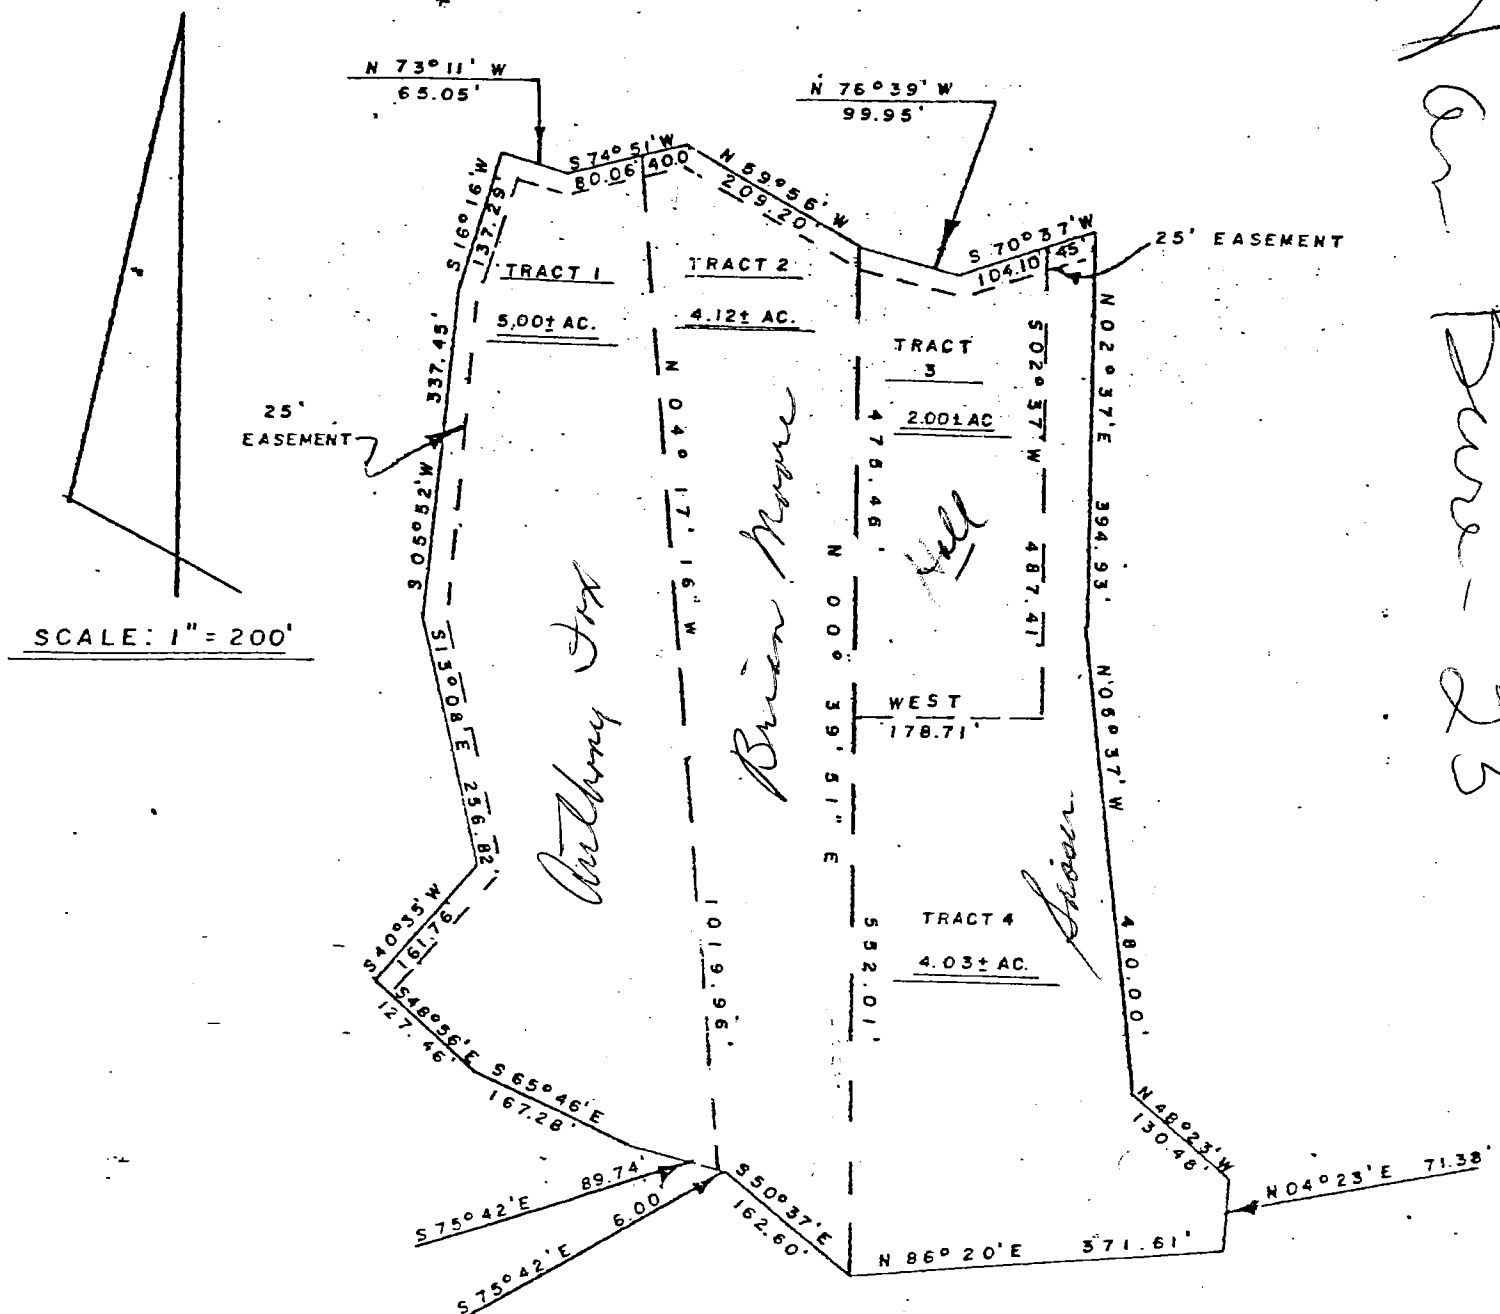 N 73° 11' W
65.05'
N 76° 39' W
99.95'
S 74° 51' W
80.06'
40.0
N 59° 56' W
209.20'
S 70° 37' W
104.10'
45'
25' EASEMENT
S 16° 16' W
137.29'
TRACT 1
5.00± AC.
TRACT 2
4.12± AC.
TRACT
3
2.00± AC
S 05° 52' W 337.45'
25'
EASEMENT
N 04° 17' 16" W 1019.96'
475.46'
N 00° 39' 51" E
552.01'
S 02° 37' W 487.41'
N 02° 37' E 394.93'
SCALE: 1" = 200'
Anthony Fox
Brian Moore
Hall
WEST
178.71'
S 13° 08' E 256.82'
N 06° 37' W 480.00'
TRACT 4
4.03± AC.
S 40° 35' W
161.76'
S 48° 56' E
127.46'
S 65° 46' E
167.28'
S 75° 42' E 89.74'
S 75° 42' E 6.00
S 50° 37' E
162.60'
N 86° 20' E 371.61'
N 48° 23' W
130.48'
N 04° 23' E 71.38'